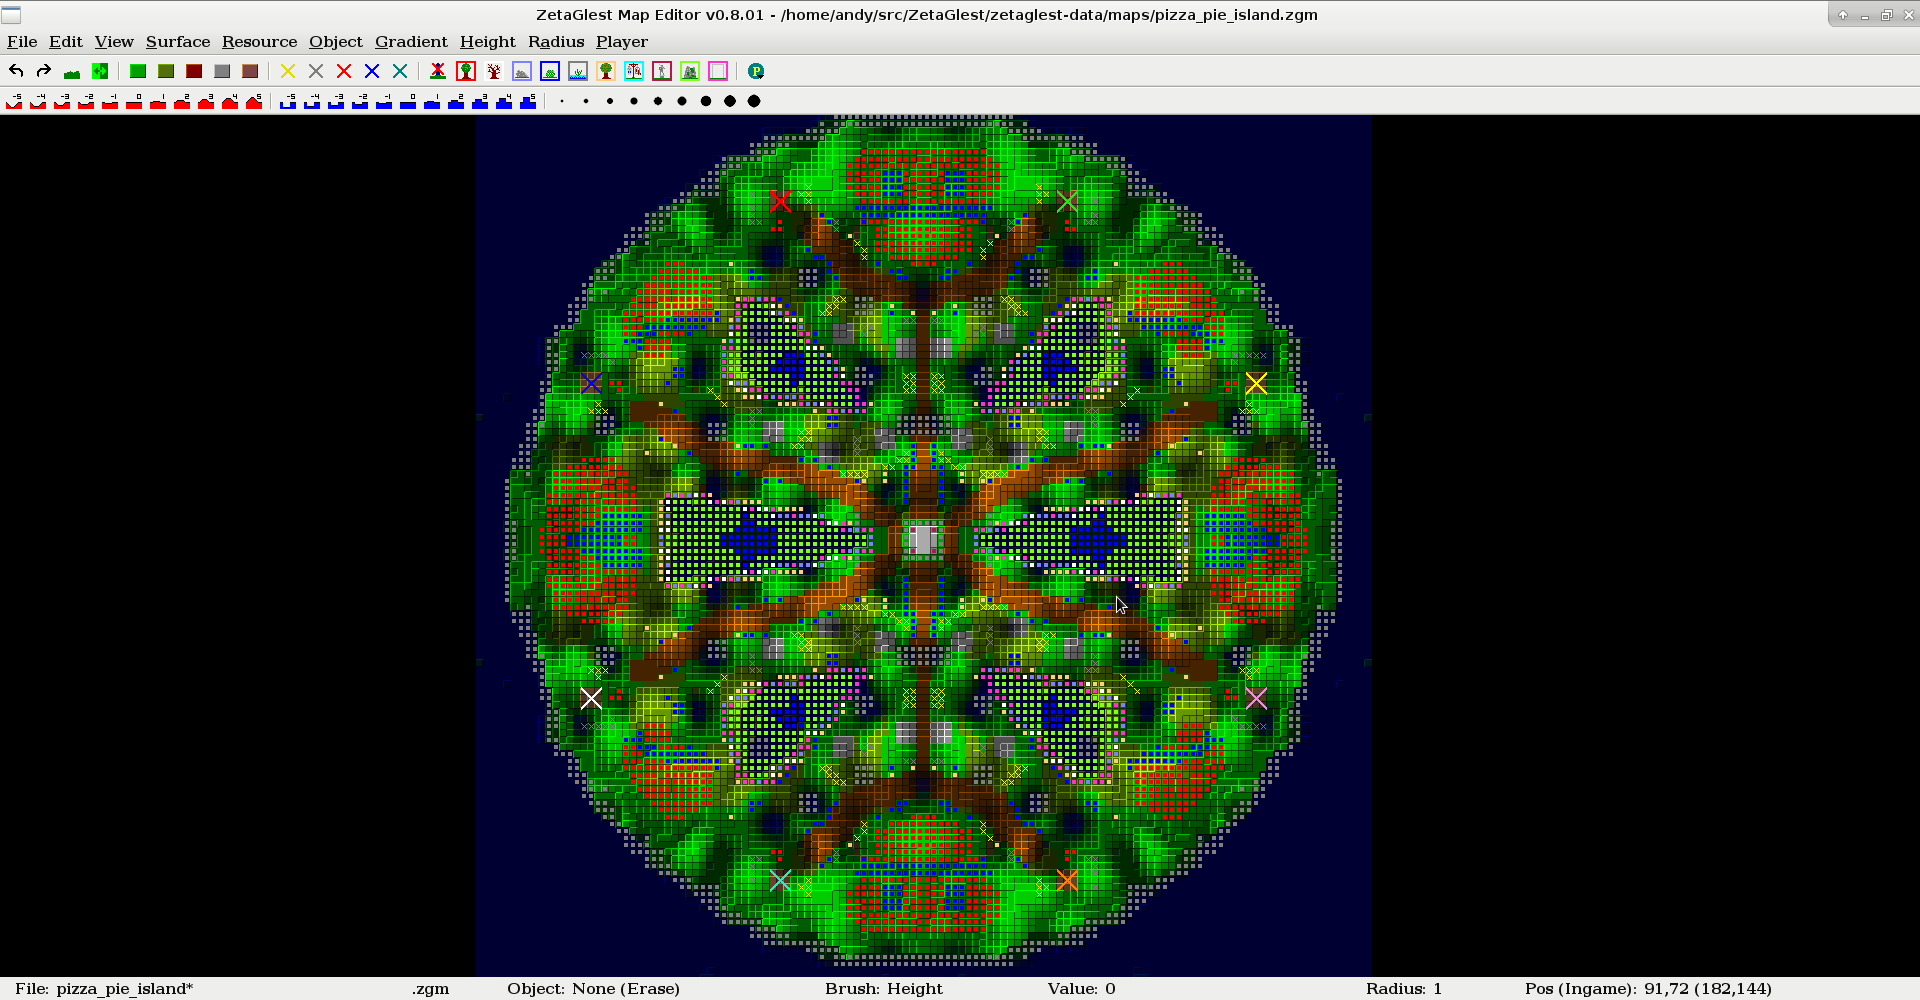 ZetaGlest Map Editor v0.8.01 - /home/andy/src/ZetaGlest/zetaglest-data/maps/pizza_pie_island.zgm
File Edit View Surface Resource Object Gradient Height Radius Player
P
-5 -4 -3 -2 -1 0 1 2 3 4 5 -5 -4 -3 -2 -1 0 1 2 3 4 5
File: pizza_pie_island* .zgm Object: None (Erase) Brush: Height Value: 0 Radius: 1 Pos (Ingame): 91,72 (182,144)